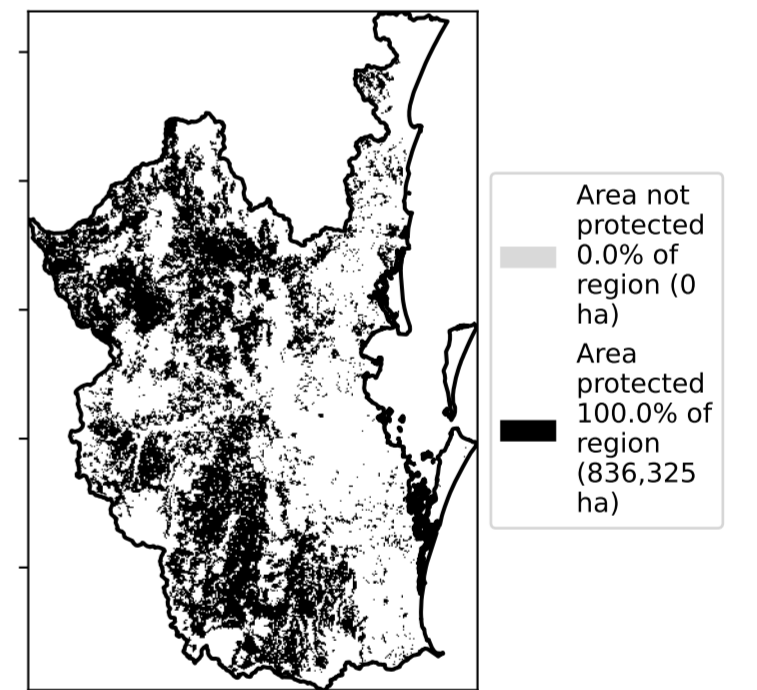 Area not
protected
0.0% of
region (0
ha)
Area
protected
100.0% of
region
(836,325
ha)